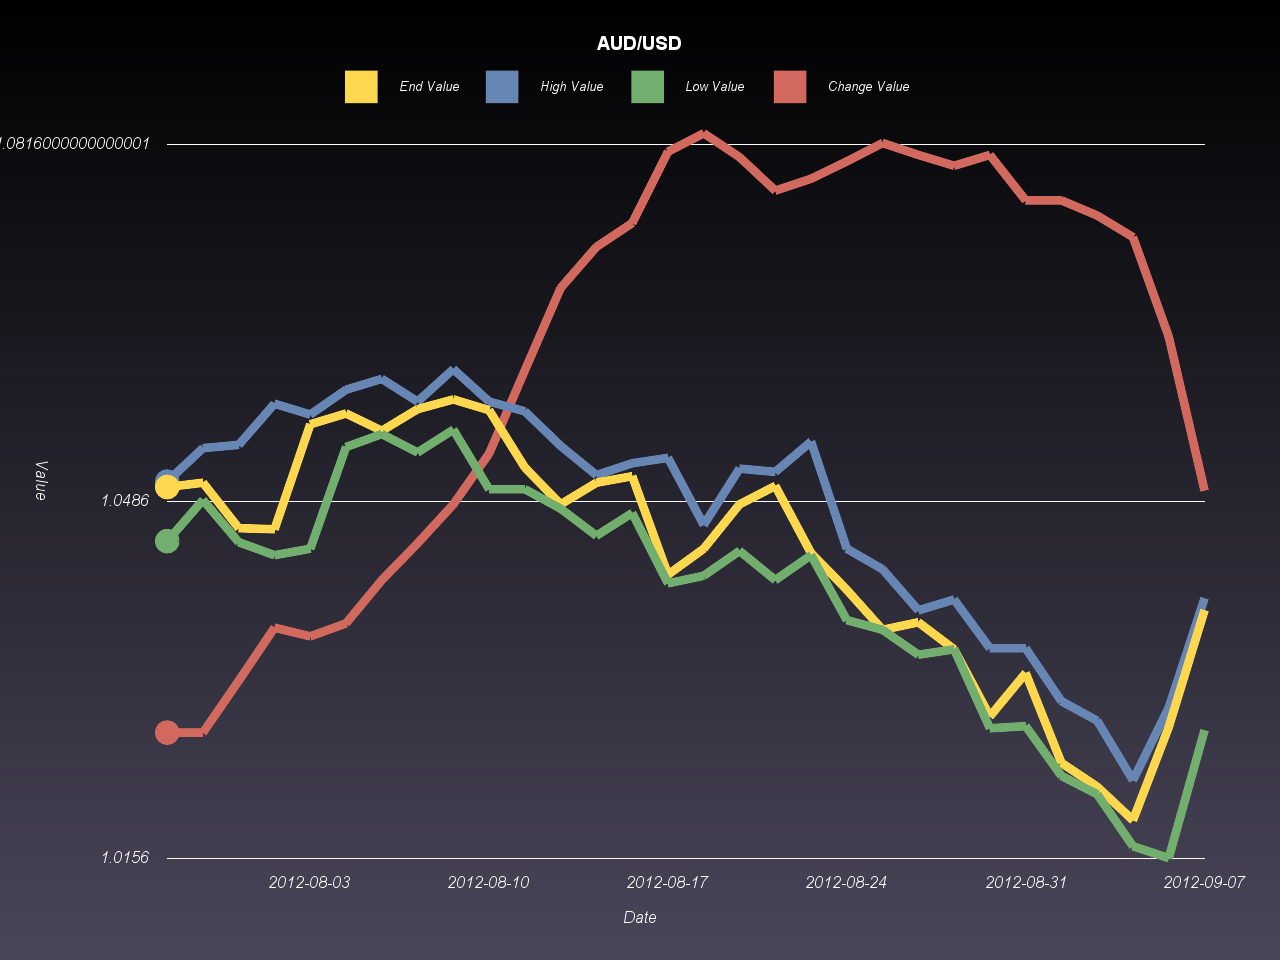 AUD/USD
End Value High Value Low Value Change Value
1.0816000000000001
Value
1.0486
1.0156
2012-08-03 2012-08-10 2012-08-17 2012-08-24 2012-08-31 2012-09-07
Date